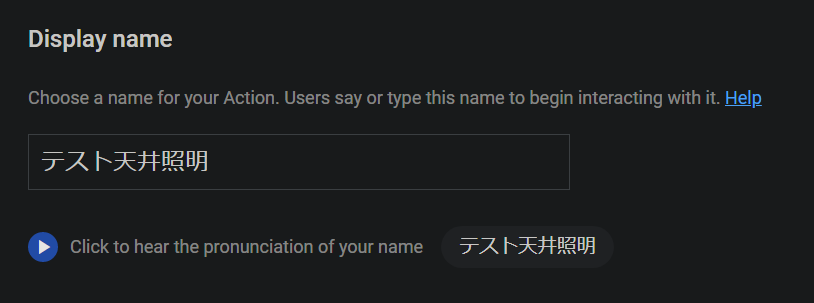 Display name
Choose a name for your Action. Users say or type this name to begin interacting with it. Help
テスト天井照明
Click to hear the pronunciation of your name テスト天井照明